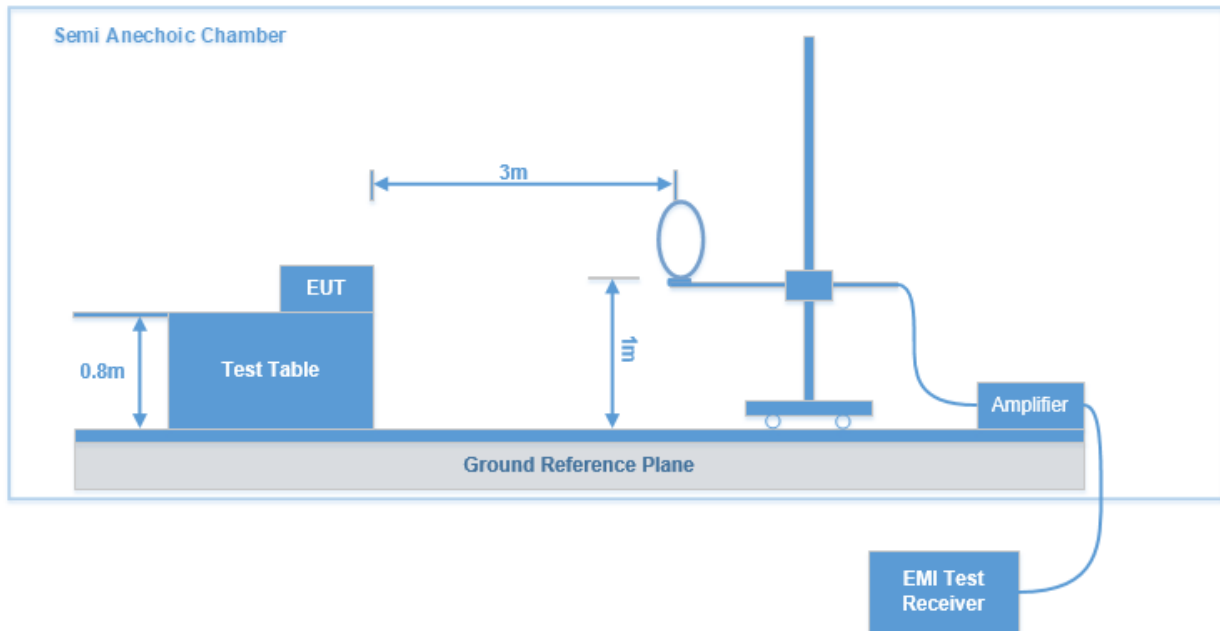 Semi Anechoic Chamber
3m
EUT
0.8m
Test Table
1m
Amplifier
Ground Reference Plane
EMI Test
Receiver